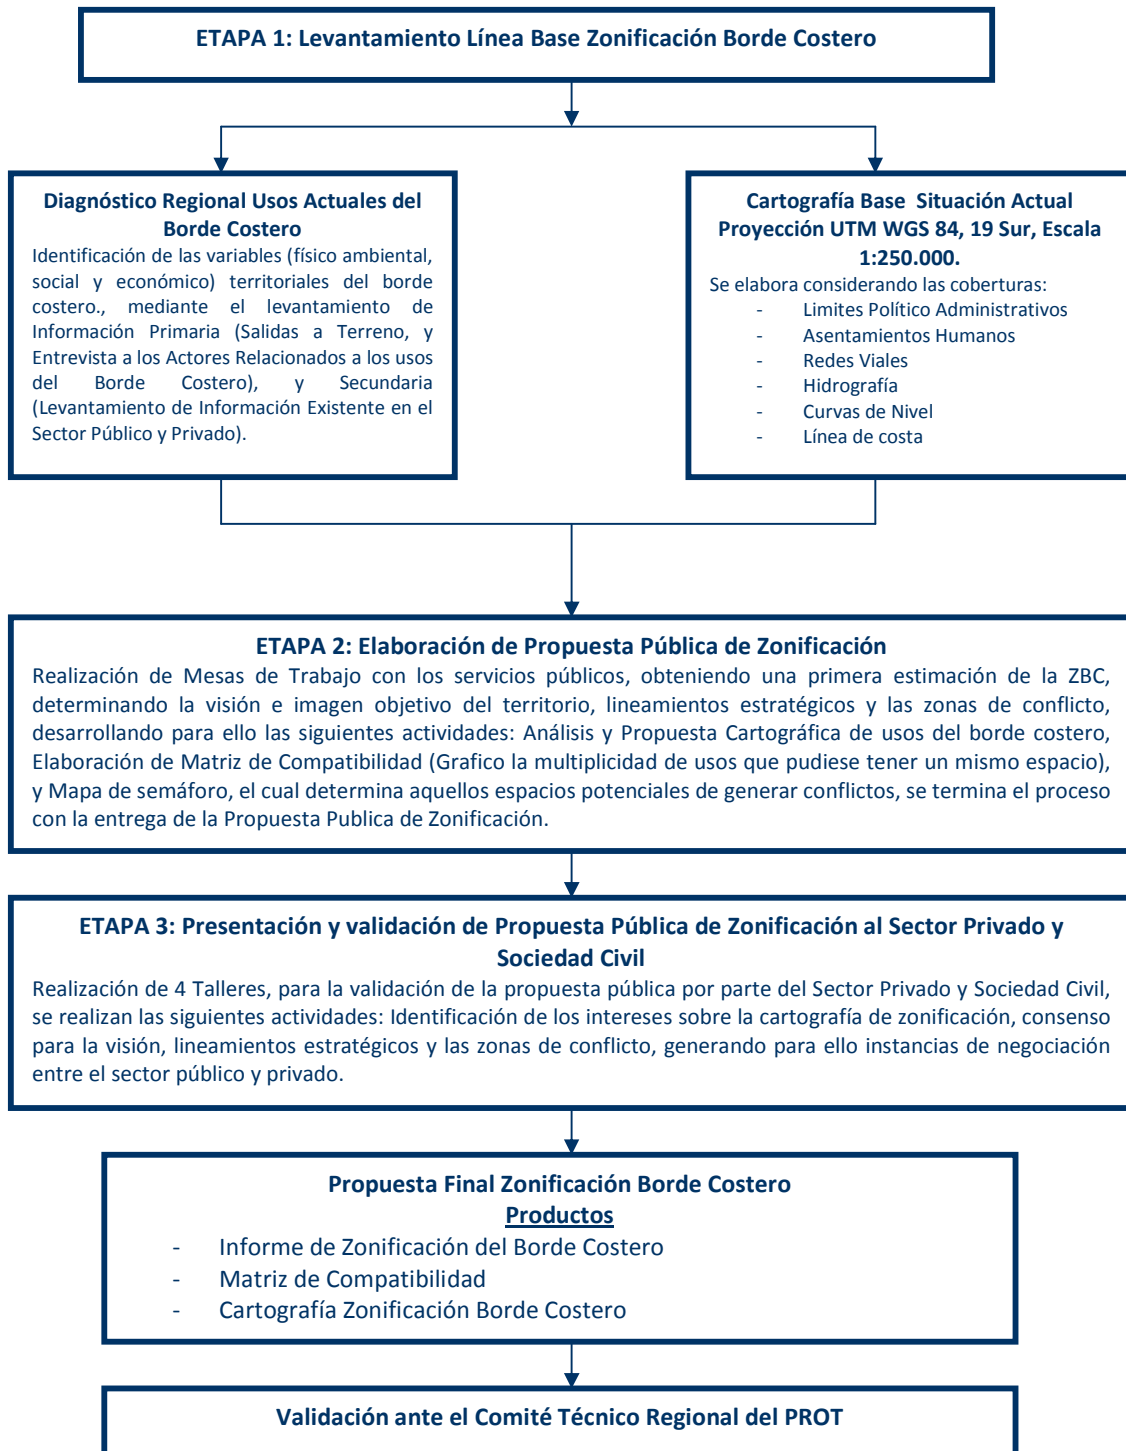 ETAPA 1: Levantamiento Línea Base Zonificación Borde Costero
Diagnóstico Regional Usos Actuales del
Borde Costero
Identificación de las variables (físico ambiental,
social y económico) territoriales del borde
costero., mediante el levantamiento de
Información Primaria (Salidas a Terreno, y
Entrevista a los Actores Relacionados a los usos
del Borde Costero), y Secundaria
(Levantamiento de Información Existente en el
Sector Público y Privado).
Cartografía Base Situación Actual
Proyección UTM WGS 84, 19 Sur, Escala
1:250.000.
Se elabora considerando las coberturas:
- Limites Político Administrativos
- Asentamientos Humanos
- Redes Viales
- Hidrografía
- Curvas de Nivel
- Línea de costa
ETAPA 2: Elaboración de Propuesta Pública de Zonificación
Realización de Mesas de Trabajo con los servicios públicos, obteniendo una primera estimación de la ZBC,
determinando la visión e imagen objetivo del territorio, lineamientos estratégicos y las zonas de conflicto,
desarrollando para ello las siguientes actividades: Análisis y Propuesta Cartográfica de usos del borde costero,
Elaboración de Matriz de Compatibilidad (Grafico la multiplicidad de usos que pudiese tener un mismo espacio),
y Mapa de semáforo, el cual determina aquellos espacios potenciales de generar conflictos, se termina el proceso
con la entrega de la Propuesta Publica de Zonificación.
ETAPA 3: Presentación y validación de Propuesta Pública de Zonificación al Sector Privado y
Sociedad Civil
Realización de 4 Talleres, para la validación de la propuesta pública por parte del Sector Privado y Sociedad Civil,
se realizan las siguientes actividades: Identificación de los intereses sobre la cartografía de zonificación, consenso
para la visión, lineamientos estratégicos y las zonas de conflicto, generando para ello instancias de negociación
entre el sector público y privado.
Propuesta Final Zonificación Borde Costero
Productos
- Informe de Zonificación del Borde Costero
- Matriz de Compatibilidad
- Cartografía Zonificación Borde Costero
Validación ante el Comité Técnico Regional del PROT